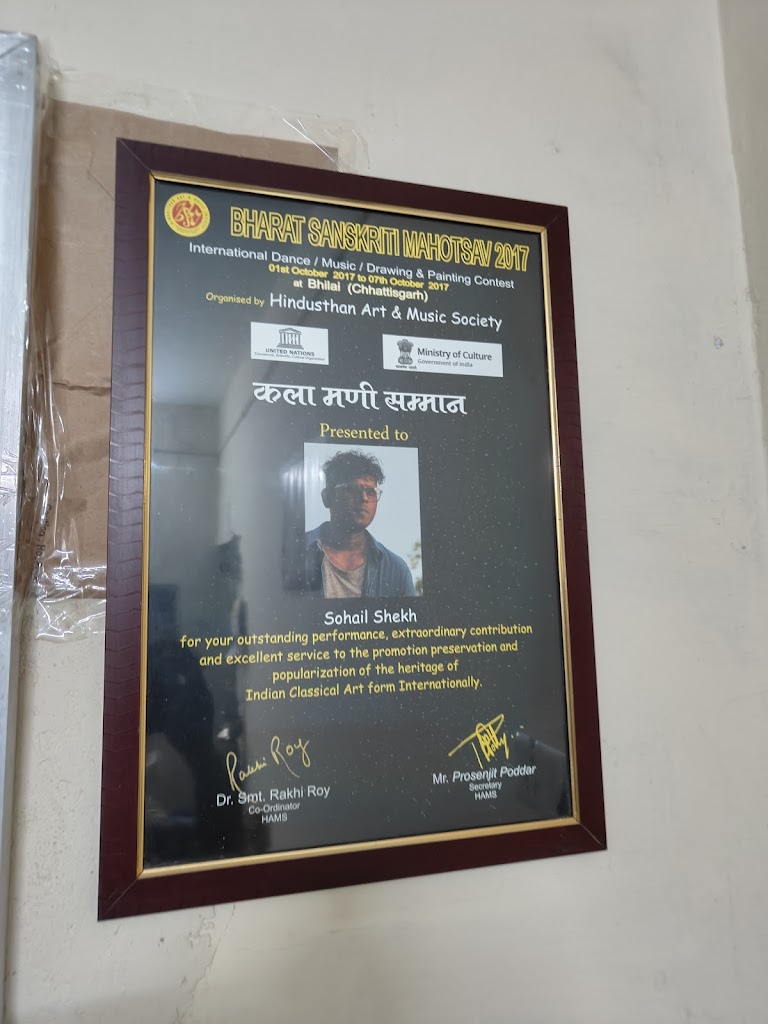 BHARAT SANSKRITI MAHOTSAV 2017
International Dance / Music / Drawing & Painting Contest
01st October 2017 to 07th October 2017
at Bhilai (Chhattisgarh)
Organised by Hindusthan Art & Music Society
UNITED NATIONS
Educational, Scientific, Cultural Organization
Ministry of Culture
Government of India
कला मणी सम्मान
Presented to
Sohail Shekh
for your outstanding performance, extraordinary contribution
and excellent service to the promotion preservation and
popularization of the heritage of
Indian Classical Art form Internationally.
Rakhi Roy
Dr. Smt. Rakhi Roy
Co-Ordinator
HAMS
Mr. Prosenjit Poddar
Secretary
HAMS